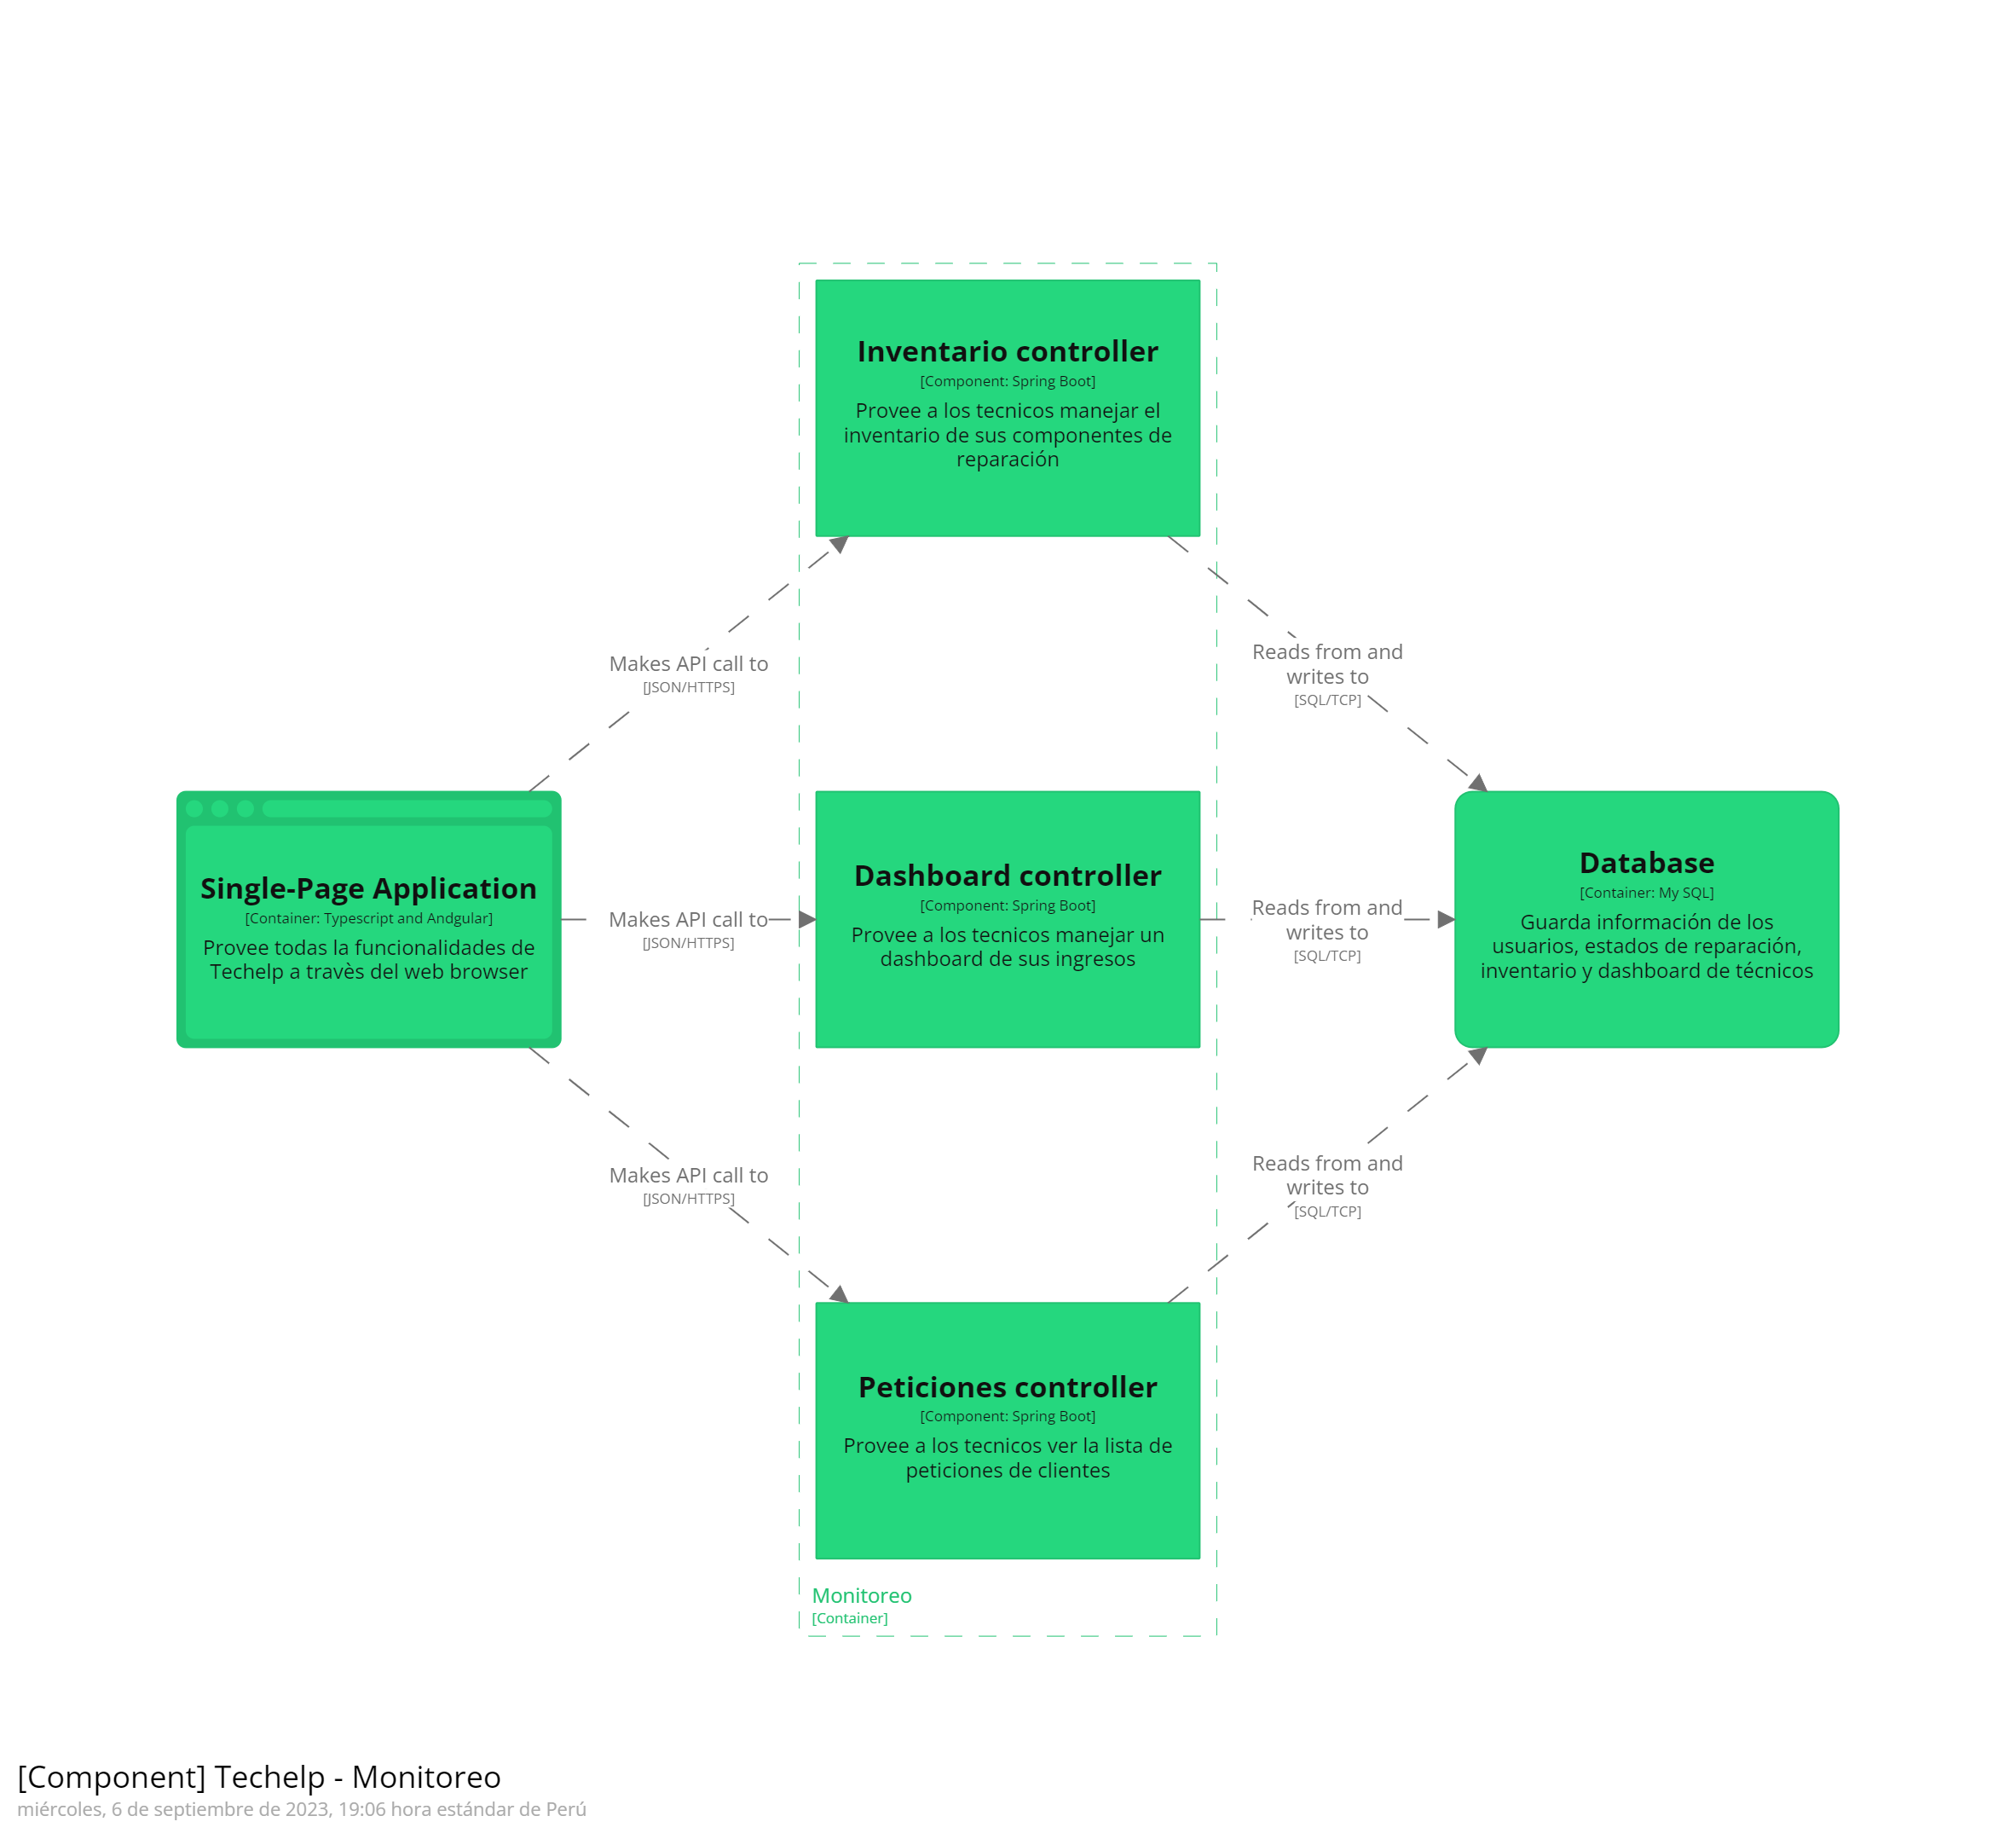 Inventario controller
[Component: Spring Boot]
Provee a los tecnicos manejar el
inventario de sus componentes de
reparación
Makes API call to
[JSON/HTTPS]
Reads from and
writes to
[SQL/TCP]
Single-Page Application
[Container: Typescript and Andgular]
Provee todas la funcionalidades de
Techelp a travès del web browser
Makes API call to
[JSON/HTTPS]
Dashboard controller
[Component: Spring Boot]
Provee a los tecnicos manejar un
dashboard de sus ingresos
Reads from and
writes to
[SQL/TCP]
Database
[Container: My SQL]
Guarda información de los
usuarios, estados de reparación,
inventario y dashboard de técnicos
Makes API call to
[JSON/HTTPS]
Reads from and
writes to
[SQL/TCP]
Peticiones controller
[Component: Spring Boot]
Provee a los tecnicos ver la lista de
peticiones de clientes
Monitoreo
[Container]
[Component] Techelp - Monitoreo
miércoles, 6 de septiembre de 2023, 19:06 hora estándar de Perú